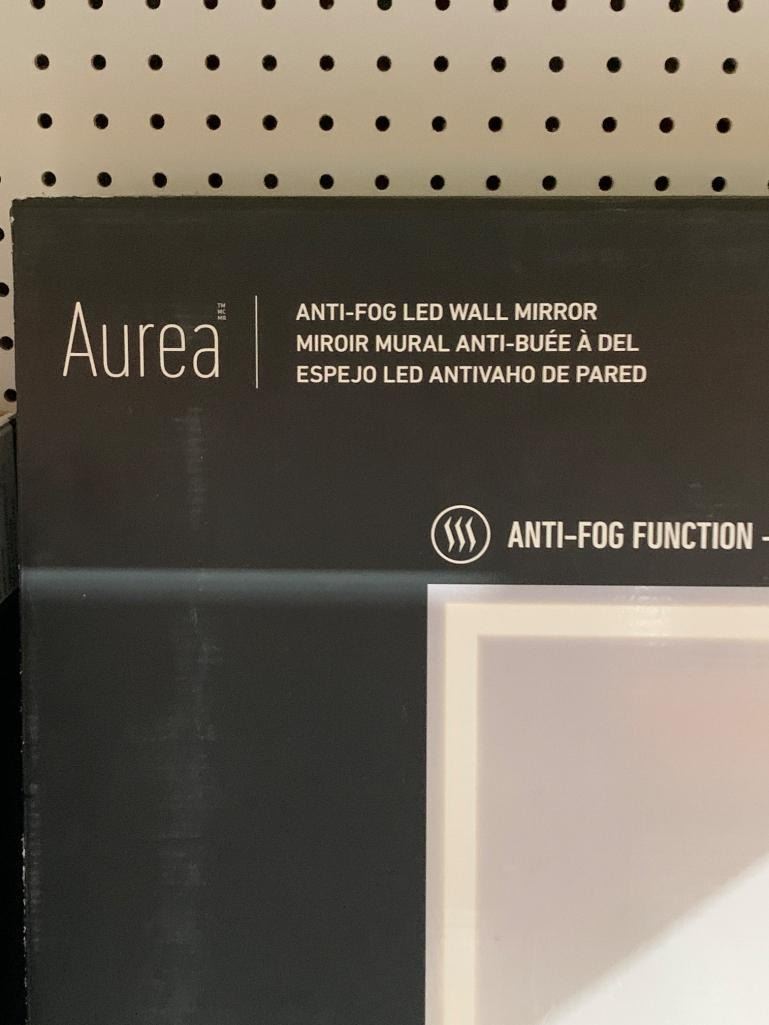 Aurea
TM
MC
MR
ANTI-FOG LED WALL MIRROR
MIROIR MURAL ANTI-BUÉE À DEL
ESPEJO LED ANTIVAHO DE PARED
ANTI-FOG FUNCTION -